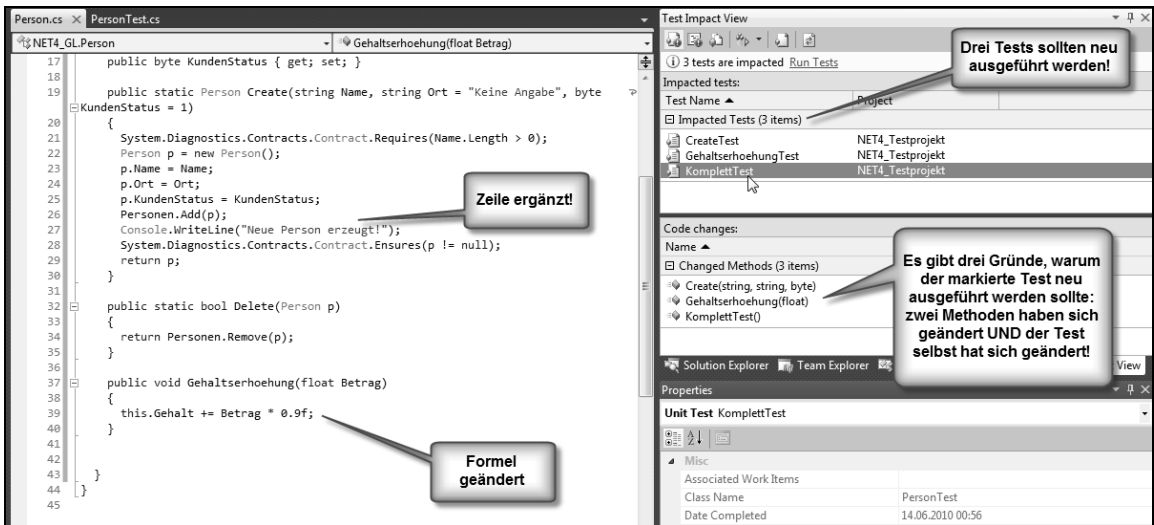 Person.cs × PersonTest.cs
NET4_GL.Person
Gehaltserhoehung(float Betrag)
17 public byte KundenStatus { get; set; }
18
19 public static Person Create(string Name, string Ort = "Keine Angabe", byte
KundenStatus = 1)
20 {
21 System.Diagnostics.Contracts.Contract.Requires(Name.Length > 0);
22 Person p = new Person();
23 p.Name = Name;
24 p.Ort = Ort;
25 p.KundenStatus = KundenStatus;
26 Personen.Add(p);
27 Console.WriteLine("Neue Person erzeugt!");
28 System.Diagnostics.Contracts.Contract.Ensures(p != null);
29 return p;
30 }
31
32 public static bool Delete(Person p)
33 {
34 return Personen.Remove(p);
35 }
36
37 public void Gehaltserhoehung(float Betrag)
38 {
39 this.Gehalt += Betrag * 0.9f;
40 }
41
42
43 }
44 }
45
Zeile ergänzt!
Formel
geändert
Test Impact View
3 tests are impacted Run Tests
Impacted tests:
Test Name Project
Impacted Tests (3 items)
CreateTest NET4_Testprojekt
GehaltserhoehungTest NET4_Testprojekt
KomplettTest NET4_Testprojekt
Drei Tests sollten neu
ausgeführt werden!
Code changes:
Name
Changed Methods (3 items)
Create(string, string, byte)
Gehaltserhoehung(float)
KomplettTest()
Es gibt drei Gründe, warum
der markierte Test neu
ausgeführt werden sollte:
zwei Methoden haben sich
geändert UND der Test
selbst hat sich geändert!
Solution Explorer Team Explorer View
Properties
Unit Test KomplettTest
Misc
Associated Work Items
Class Name PersonTest
Date Completed 14.06.2010 00:56